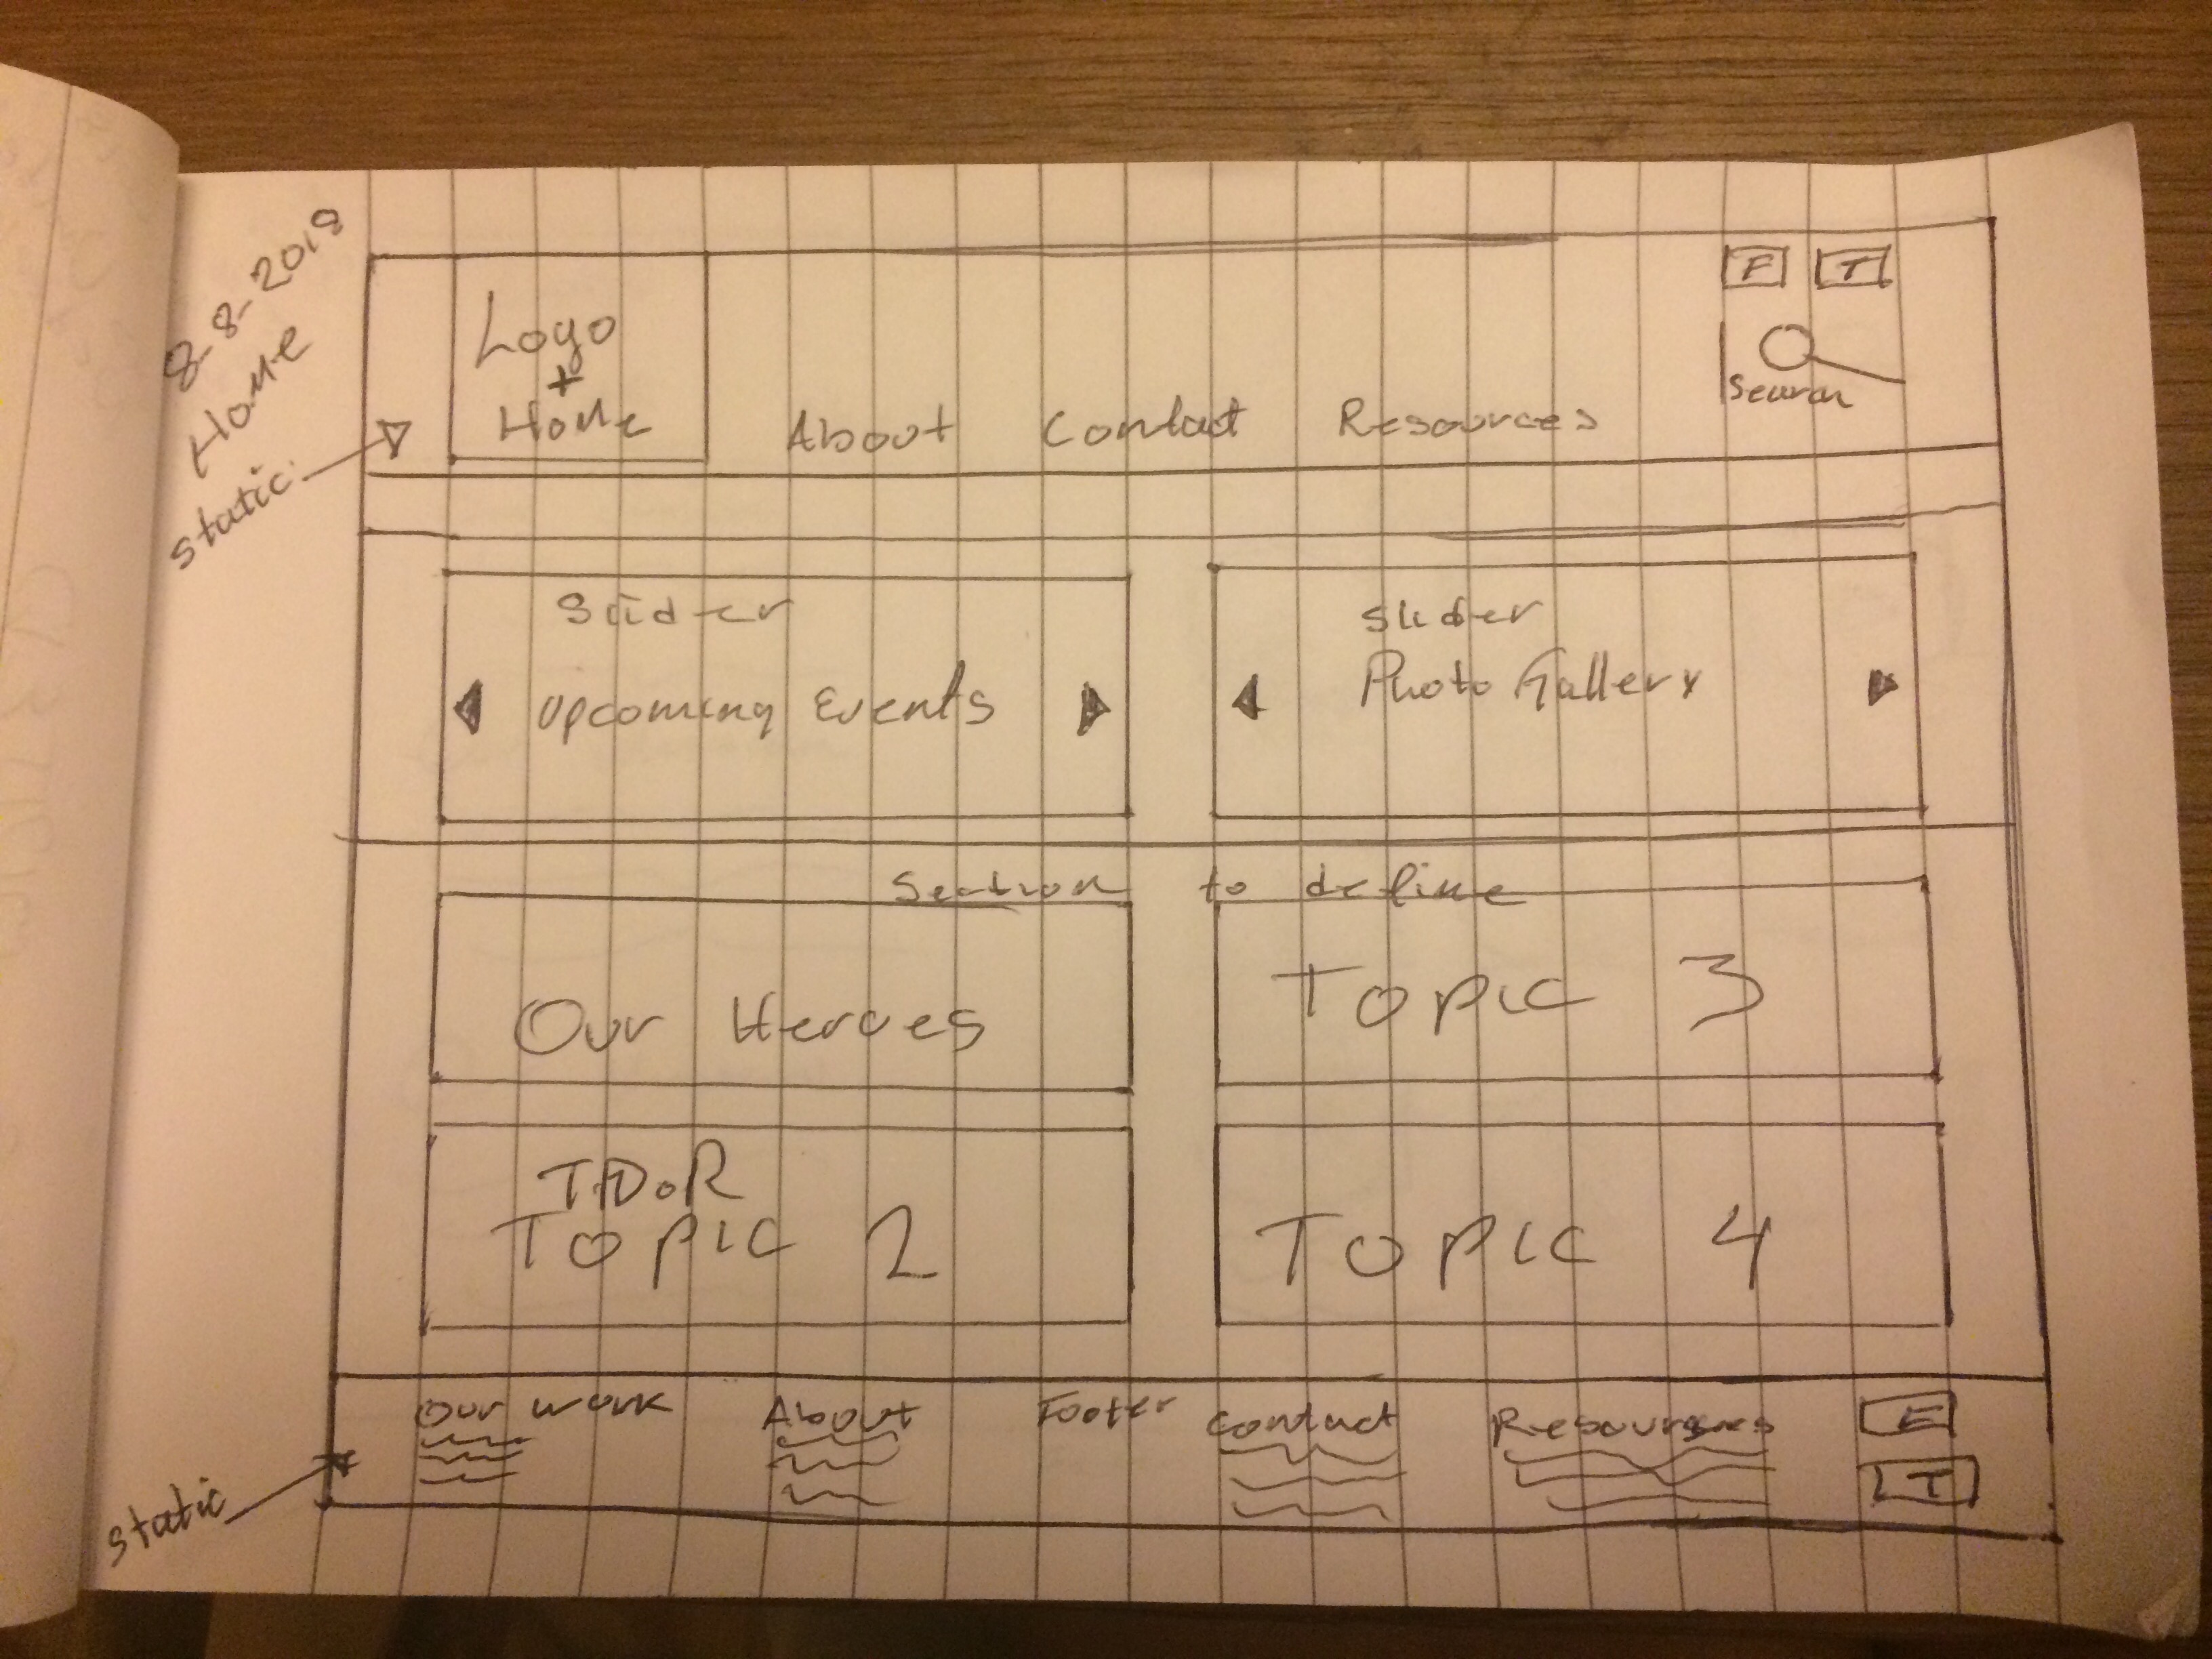 8-8-2018
Home
static
Logo
+
Home
About Contact Resources
F T
Search
Slider
Upcoming Events
Slider
Photo Gallery
Section to define
Our Heroes
Topic 3
TDoR
Topic 2
Topic 4
Our work About Footer Contact Resources
F
T
static